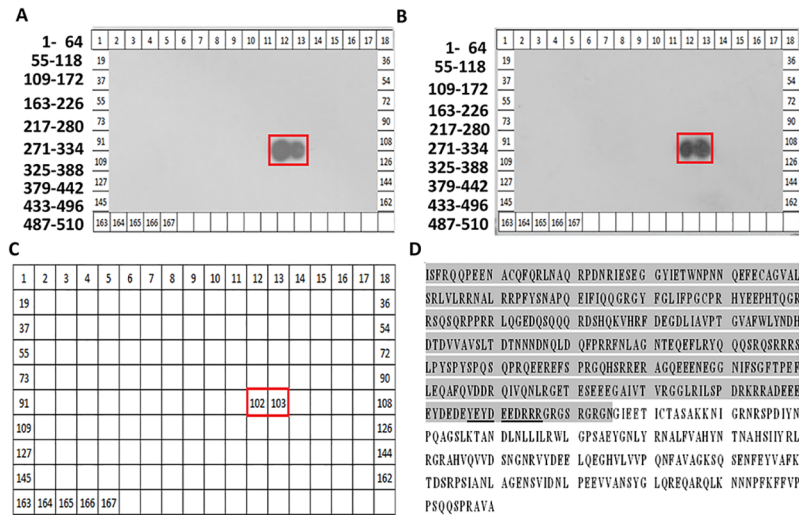 A
1- 64 1 2 3 4 5 6 7 8 9 10 11 12 13 14 15 16 17 18
55-118 19 36
109-172 37 54
163-226 55 72
217-280 73 90
271-334 91 108
325-388 109 126
379-442 127 144
433-496 145 162
487-510 163 164 165 166 167
B
1- 64 1 2 3 4 5 6 7 8 9 10 11 12 13 14 15 16 17 18
55-118 19 36
109-172 37 54
163-226 55 72
217-280 73 90
271-334 91 108
325-388 109 126
379-442 127 144
433-496 145 162
487-510 163 164 165 166 167
C
1 2 3 4 5 6 7 8 9 10 11 12 13 14 15 16 17 18
19 36
37 54
55 72
73 90
91 102 103 108
109 126
127 144
145 162
163 164 165 166 167
D
ISFRQQPEEN ACQFQRLNAQ RPDNRIESEG GYIETWNPNN QEFECAGVAL
SRLVLRRNAL RRPFYSNAPQ EIFIQQGRGY FGLIFPGCPR HYEEPHTQGR
RSQSQRPPRR LQGEDQSQQQ RDSHQKVHRF DEGDLIAVPT GVAFWLYNDH
DTDVVAVSLT DTNNNDNQLD QFPRRFNLAG NTEQEFLRYQ QQSRQSRRRS
LPYSPYSPQS QPRQEEREFS PRGQHSRRER AGQEEENEGG NIFSGFTPEF
LEQAFQVDDR QIVQNLRGET ESEEEGAIVT VRGGLRILSP DRKRRADEEE
EYDEDEYEYD EEDRRRGRGS RGRGNGIEET ICTASAKKNI GRNRSPDIYN
PQAGSLKTAN DLNLLILRWL GPSAEYGNLY RNALFVAHYN TNAHSIIYRL
RGRAHVQVVD SNGNRVYDEE LQEGHVLVVP QNFAVAGKSQ SENFEYVAFK
TDSRPSIANL AGENSVIDNL PEEVVANSYG LQREQARQLK NNNPFKFFVP
PSQQSPRAVA